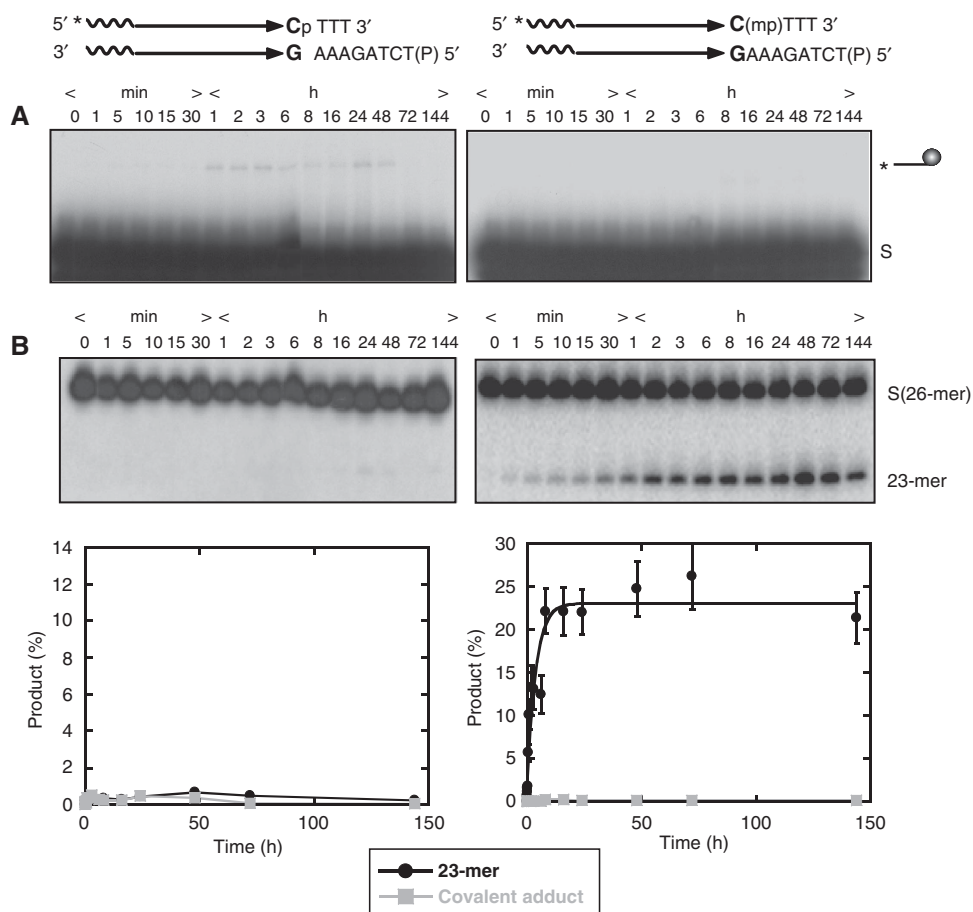 5′ * Cp TTT 3′
3′ G AAAGATCT(P) 5′
5′ * C(mp)TTT 3′
3′ GAAAGATCT(P) 5′
A
< min > < h >
0 1 5 10 15 30 1 2 3 6 8 16 24 48 72 144
< min > < h >
0 1 5 10 15 30 1 2 3 6 8 16 24 48 72 144
*
S
B
< min > < h >
0 1 5 10 15 30 1 2 3 6 8 16 24 48 72 144
< min > < h >
0 1 5 10 15 30 1 2 3 6 8 16 24 48 72 144
S(26-mer)
23-mer
Product (%)
14
12
10
8
6
4
2
0
0 50 100 150
Time (h)
Product (%)
30
25
20
15
10
5
0
0 50 100 150
Time (h)
23-mer
Covalent adduct